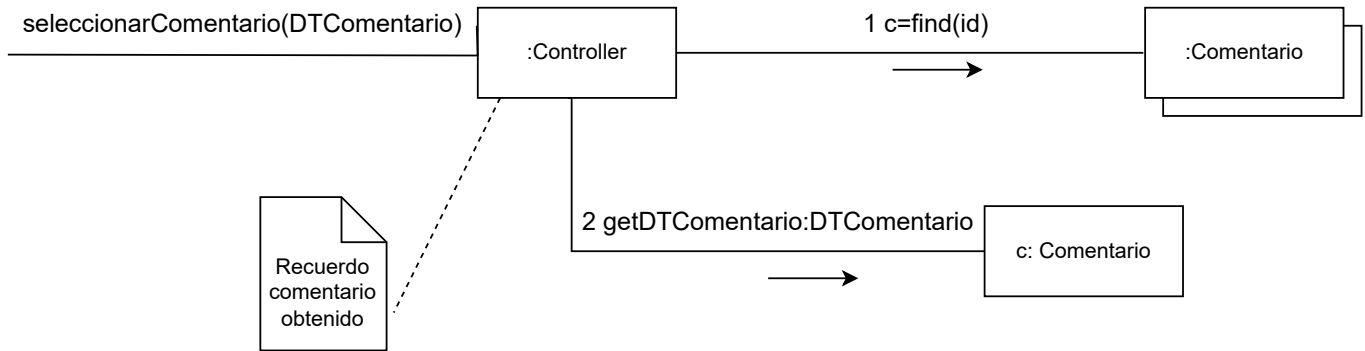 seleccionarComentario(DTComentario)
:Controller
1 c=find(id)
:Comentario
2 getDTComentario:DTComentario
c: Comentario
Recuerdo
comentario
obtenido